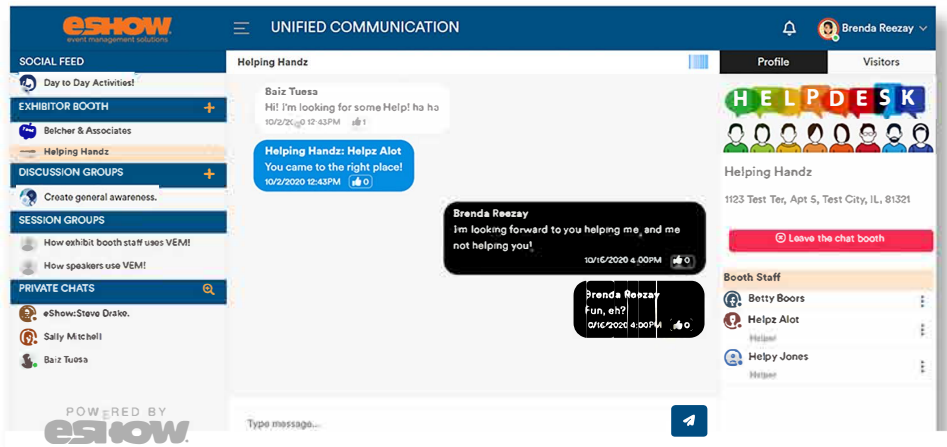 eSHOW
event management solutions
UNIFIED COMMUNICATION
Brenda Reezay
SOCIAL FEED
Day to Day Activities!
EXHIBITOR BOOTH
Belcher & Associates
Helping Handz
DISCUSSION GROUPS
Create general awareness.
SESSION GROUPS
How exhibit booth staff uses VEM!
How speakers use VEM!
PRIVATE CHATS
eShow:Steve Drake.
Sally Mitchell
Baiz Tuesa
POWERED BY
eSHOW
Helping Handz
Baiz Tuesa
Hi! I'm looking for some Help! ha ha
12:43PM 1
Helping Handz: Helpz Alot
You came to the right place!
10/2/2020 12:43PM 0
Brenda Reezay
Im looking forward to you helping me, and me
not helping you!
10/16/2020 4:00PM 0
Brenda Reezay
Fun, eh?
10/16/2020 4:00PM 0
Type message...
Profile
Visitors
HELPDESK
Helping Handz
1123 Test Ter, Apt 5, Test City, IL, 81321
Leave the chat booth
Booth Staff
Betty Boors
Helpz Alot
Helper
Helpy Jones
Helper